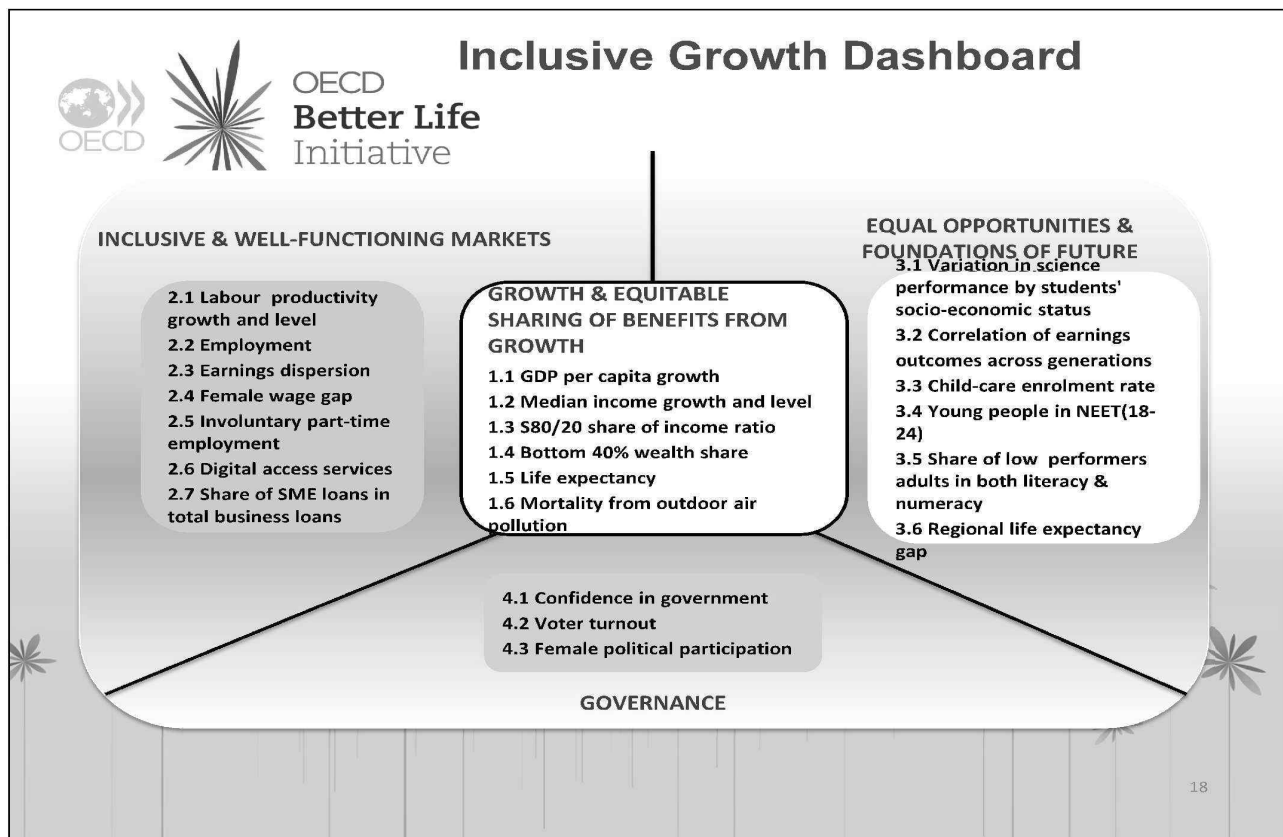 Inclusive Growth Dashboard
OECD
OECD
Better Life
Initiative
INCLUSIVE & WELL-FUNCTIONING MARKETS
2.1 Labour productivity
growth and level
2.2 Employment
2.3 Earnings dispersion
2.4 Female wage gap
2.5 Involuntary part-time
employment
2.6 Digital access services
2.7 Share of SME loans in
total business loans
GROWTH & EQUITABLE
SHARING OF BENEFITS FROM
GROWTH
1.1 GDP per capita growth
1.2 Median income growth and level
1.3 S80/20 share of income ratio
1.4 Bottom 40% wealth share
1.5 Life expectancy
1.6 Mortality from outdoor air
pollution
EQUAL OPPORTUNITIES &
FOUNDATIONS OF FUTURE
3.1 Variation in science
performance by students'
socio-economic status
3.2 Correlation of earnings
outcomes across generations
3.3 Child-care enrolment rate
3.4 Young people in NEET(18-
24)
3.5 Share of low performers
adults in both literacy &
numeracy
3.6 Regional life expectancy
gap
4.1 Confidence in government
4.2 Voter turnout
4.3 Female political participation
GOVERNANCE
18